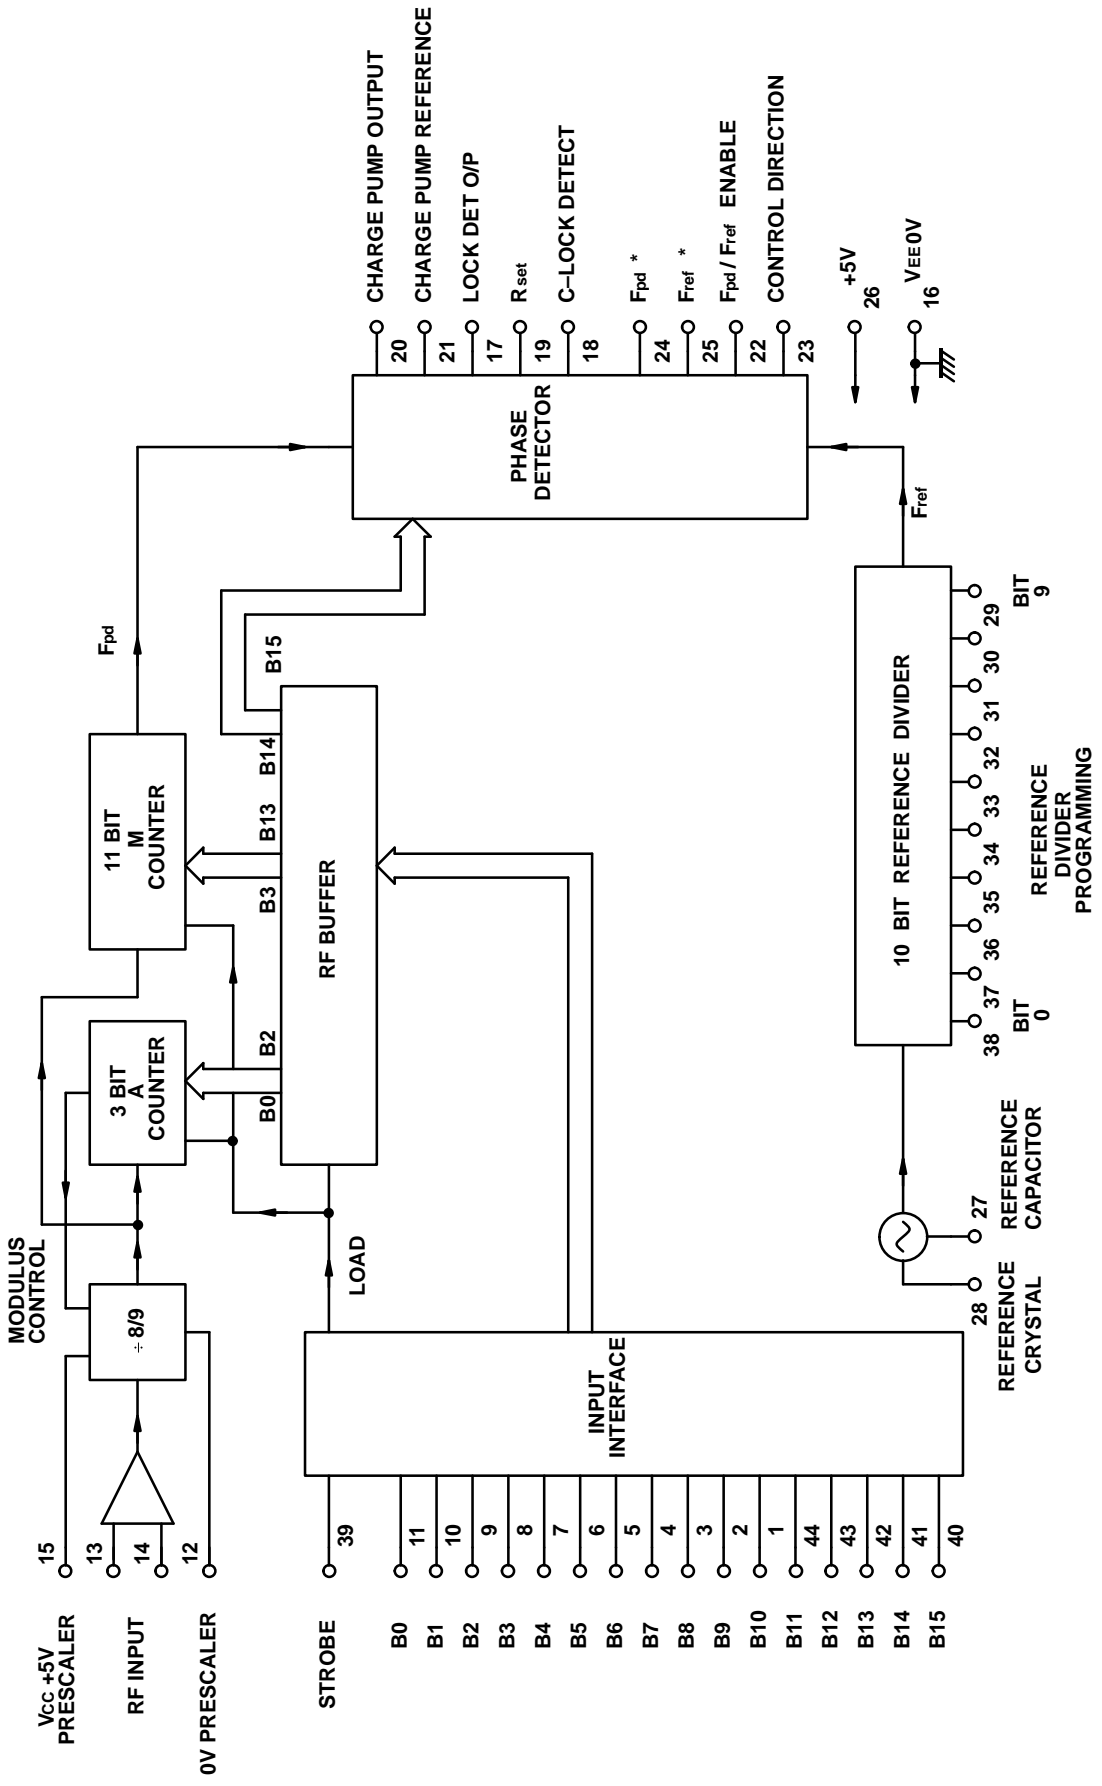 VCC +5V
PRESCALER
15
RF INPUT
13
14
0V PRESCALER
12
MODULUS
CONTROL
÷ 8/9
3 BIT
A
COUNTER
11 BIT
M
COUNTER
Fpd
STROBE
39
LOAD
B0
B2
B3
B13
B14
B15
RF BUFFER
B0
11
B1
10
B2
9
B3
8
B4
7
B5
6
B6
5
B7
4
B8
3
B9
2
B10
1
B11
44
B12
43
B13
42
B14
41
B15
40
INPUT
INTERFACE
PHASE
DETECTOR
20
CHARGE PUMP OUTPUT
21
CHARGE PUMP REFERENCE
17
LOCK DET O/P
19
Rset
18
C–LOCK DETECT
24
Fpd *
25
Fref *
22
Fpd / Fref ENABLE
23
CONTROL DIRECTION
+5V
26
VEE 0V
16
Fref
10 BIT REFERENCE DIVIDER
28
REFERENCE
CRYSTAL
27
REFERENCE
CAPACITOR
38
37
36
35
34
33
32
31
30
29
BIT
0
BIT
9
REFERENCE
DIVIDER
PROGRAMMING